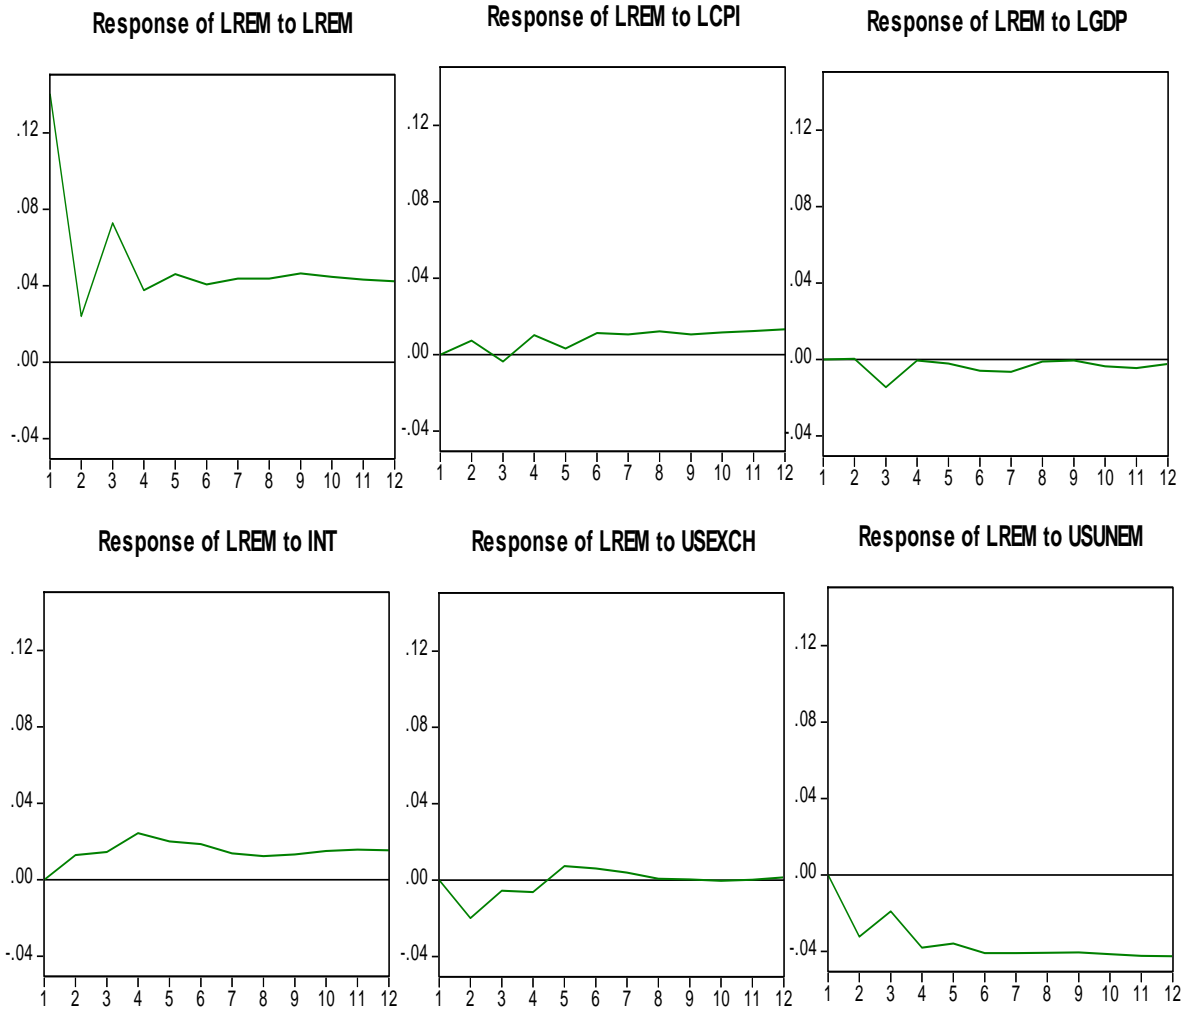 Response of LREM to LREM
.12
.08
.04
.00
-.04
1 2 3 4 5 6 7 8 9 10 11 12
Response of LREM to LCPI
.12
.08
.04
.00
-.04
1 2 3 4 5 6 7 8 9 10 11 12
Response of LREM to LGDP
.12
.08
.04
.00
-.04
1 2 3 4 5 6 7 8 9 10 11 12
Response of LREM to INT
.12
.08
.04
.00
-.04
1 2 3 4 5 6 7 8 9 10 11 12
Response of LREM to USEXCH
.12
.08
.04
.00
-.04
1 2 3 4 5 6 7 8 9 10 11 12
Response of LREM to USUNEM
.12
.08
.04
.00
-.04
1 2 3 4 5 6 7 8 9 10 11 12